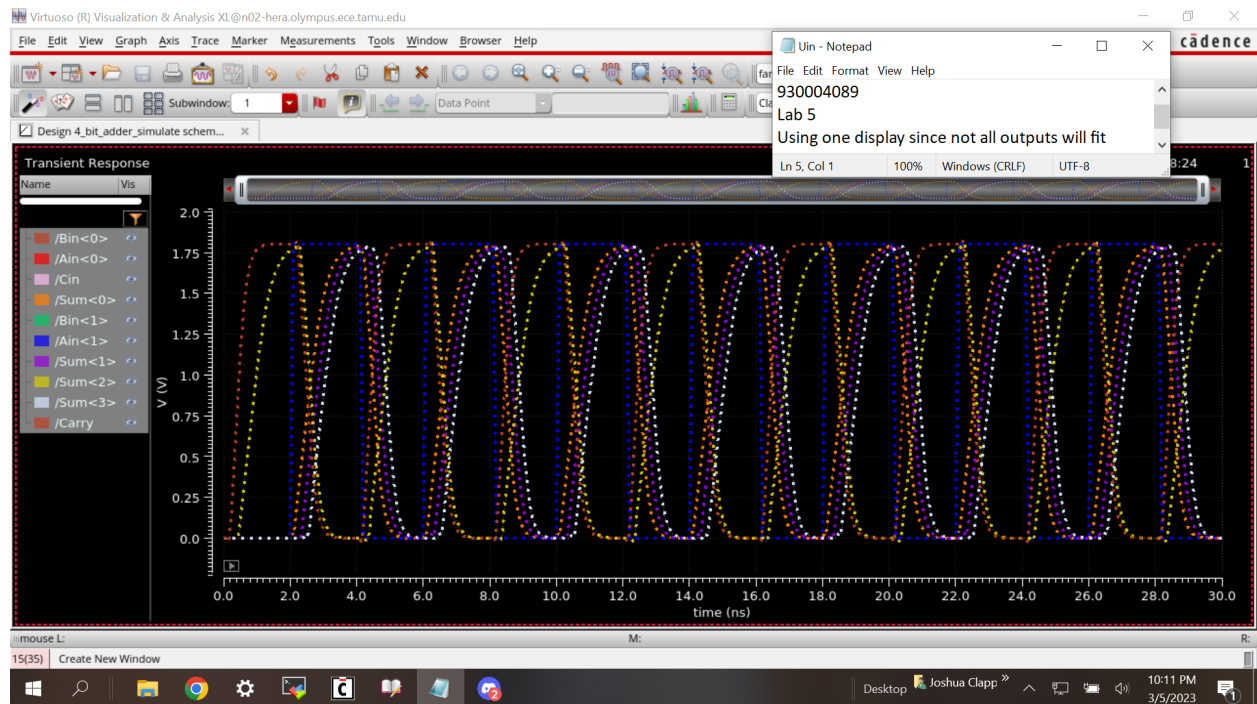 Virtuoso (R) Visualization & Analysis XL@n02-hera.olympus.ece.tamu.edu
File Edit View Graph Axis Trace Marker Measurements Tools Window Browser Help
cādence
Uin - Notepad
File Edit Format View Help
930004089
Lab 5
Using one display since not all outputs will fit
Ln 5, Col 1 100% Windows (CRLF) UTF-8
Subwindow: 1
Data Point
Design 4_bit_adder_simulate schem...
Transient Response
8:24 1
Name Vis
/Bin<0>
/Ain<0>
/Cin
/Sum<0>
/Bin<1>
/Ain<1>
/Sum<1>
/Sum<2>
/Sum<3>
/Carry
V (V)
2.0
1.75
1.5
1.25
1.0
0.75
0.5
0.25
0.0
0.0 2.0 4.0 6.0 8.0 10.0 12.0 14.0 16.0 18.0 20.0 22.0 24.0 26.0 28.0 30.0
time (ns)
mouse L: M: R:
15(35) Create New Window
Desktop Joshua Clapp
10:11 PM
3/5/2023
2
1